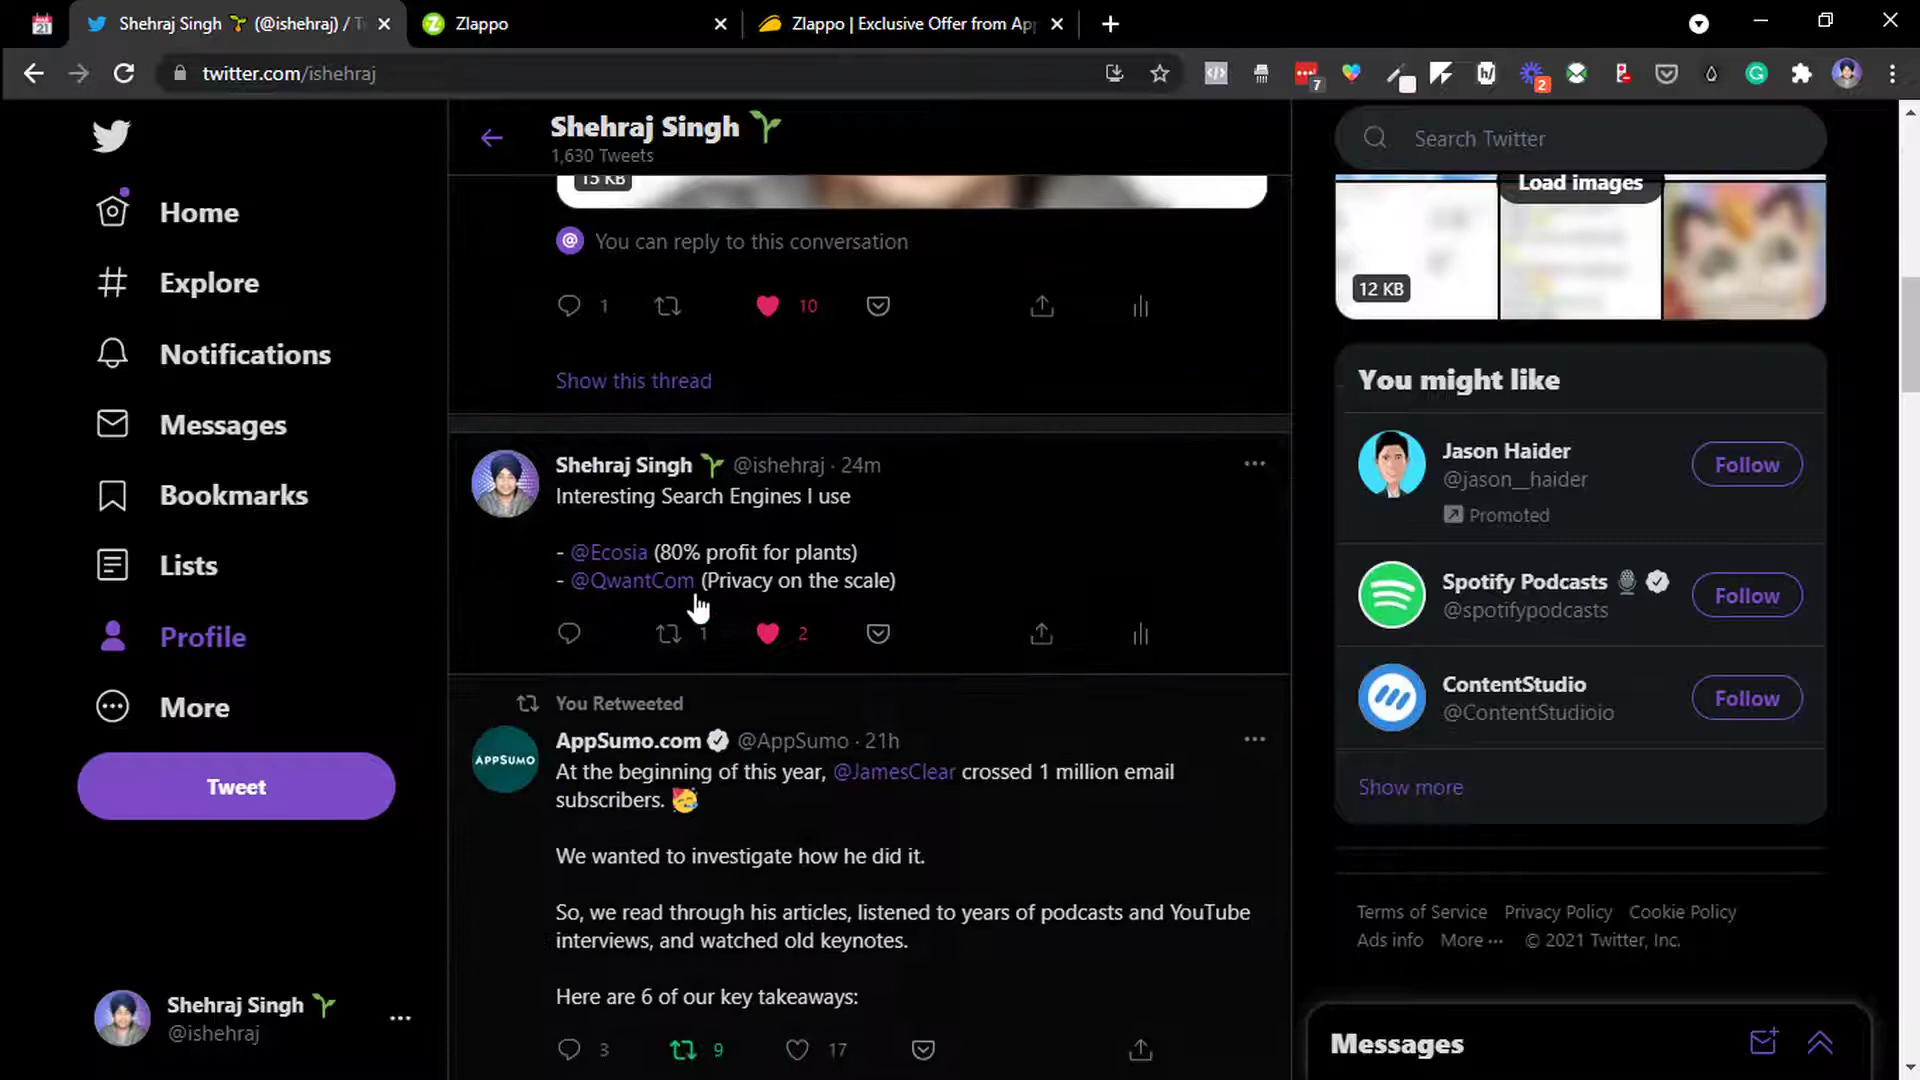 Shehraj Singh (@ishehraj) / T
Zlappo
Zlappo | Exclusive Offer from Ap
twitter.com/ishehraj
7
2
Home
Explore
Notifications
Messages
Bookmarks
Lists
Profile
More
Tweet
Shehraj Singh
@ishehraj
Shehraj Singh
1,630 Tweets
15 KB
You can reply to this conversation
1
10
Show this thread
Shehraj Singh @ishehraj · 24m
Interesting Search Engines I use
- @Ecosia (80% profit for plants)
- @QwantCom (Privacy on the scale)
1
2
You Retweeted
APPSUMO
AppSumo.com @AppSumo · 21h
At the beginning of this year, @JamesClear crossed 1 million email
subscribers.
We wanted to investigate how he did it.
So, we read through his articles, listened to years of podcasts and YouTube
interviews, and watched old keynotes.
Here are 6 of our key takeaways:
3
9
17
Search Twitter
Load images
12 KB
You might like
Jason Haider
@jason__haider
Promoted
Follow
Spotify Podcasts
@spotifypodcasts
Follow
ContentStudio
@ContentStudioio
Follow
Show more
Terms of Service Privacy Policy Cookie Policy
Ads info More ··· © 2021 Twitter, Inc.
Messages